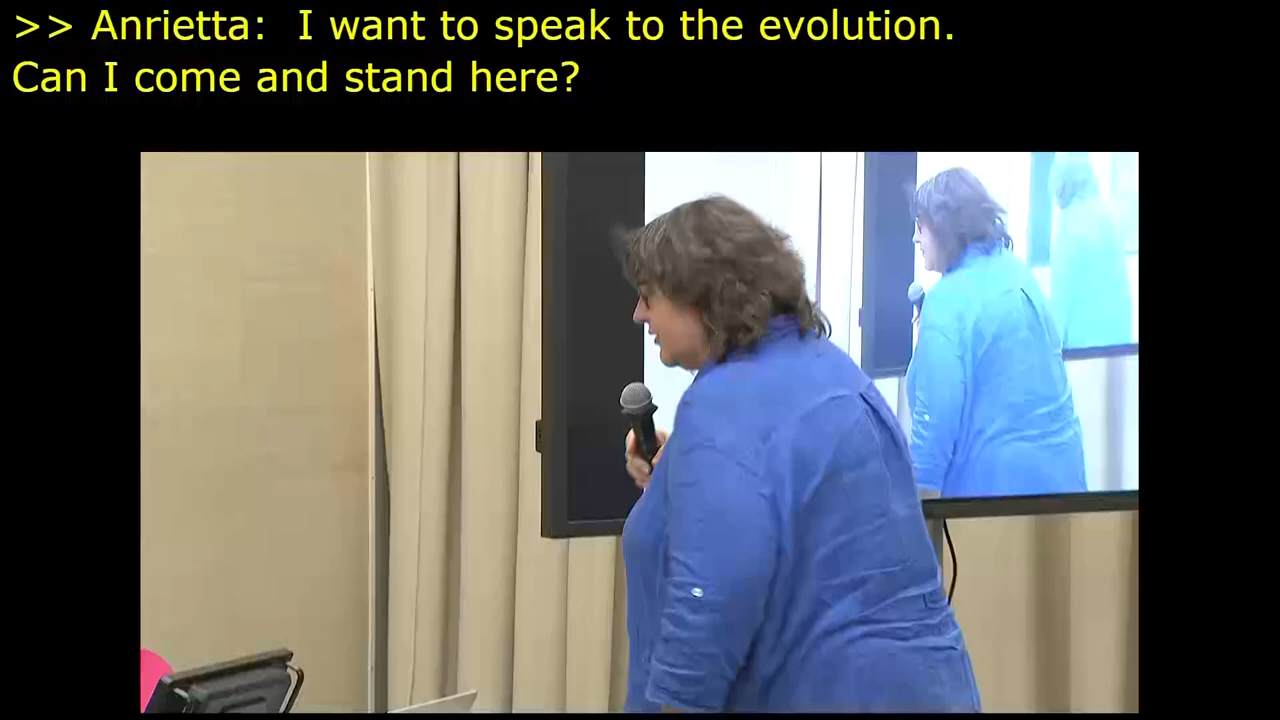 >> Anrietta:  I want to speak to the evolution.
Can I come and stand here?